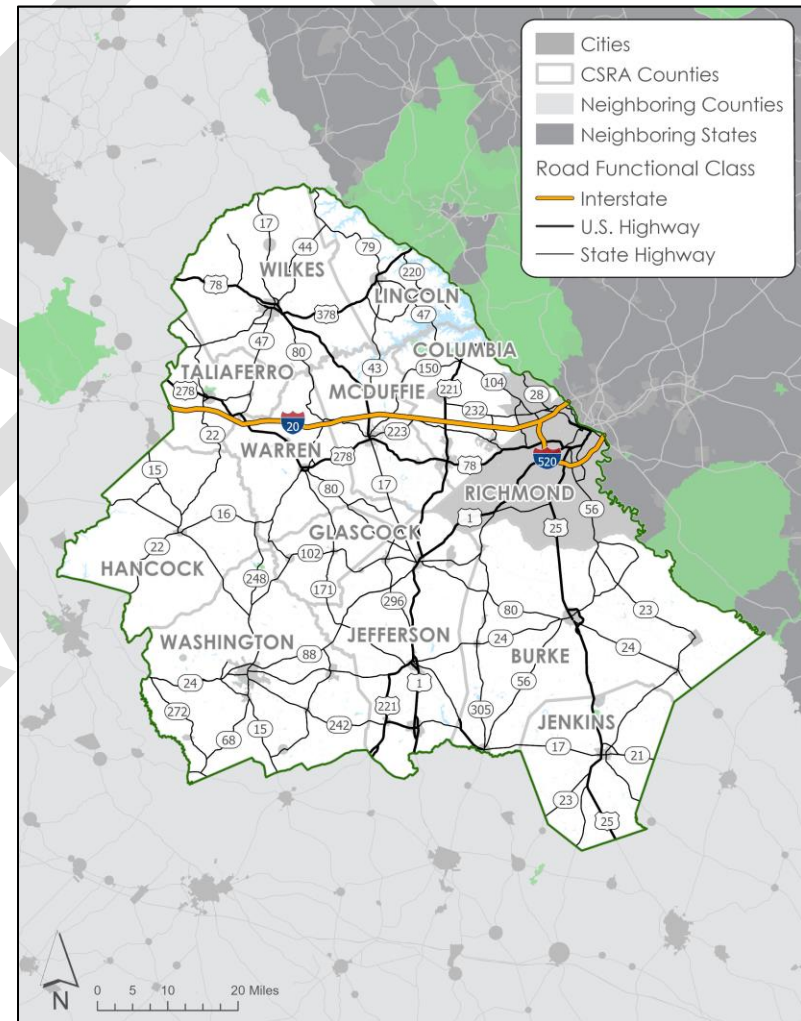 Cities
CSRA Counties
Neighboring Counties
Neighboring States
Road Functional Class
Interstate
U.S. Highway
State Highway
17
44
79
WILKES
78
220
LINCOLN
378
47
47
80
COLUMBIA
TALIAFERRO
43
150
104
MCDUFFIE
221
28
278
232
20
22
223
WARREN
278
78
520
15
80
17
RICHMOND
56
16
1
25
GLASCOCK
22
102
HANCOCK
248
171
296
80
23
WASHINGTON
JEFFERSON
24
BURKE
24
88
24
1
56
272
221
305
242
JENKINS
68
15
17
21
23
25
N
0 5 10 20 Miles